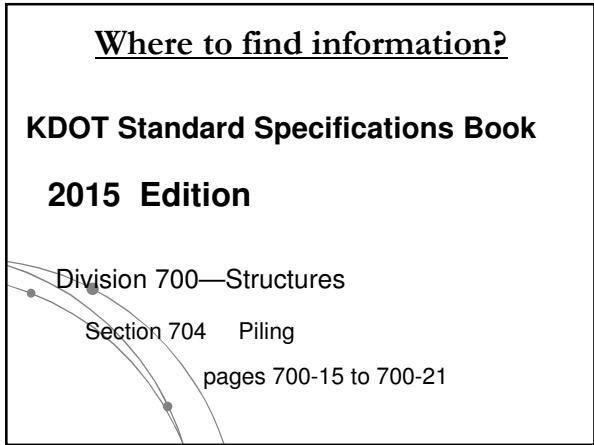 Where to find information?
KDOT Standard Specifications Book
2015 Edition
Division 700—Structures
Section 704 Piling
pages 700-15 to 700-21